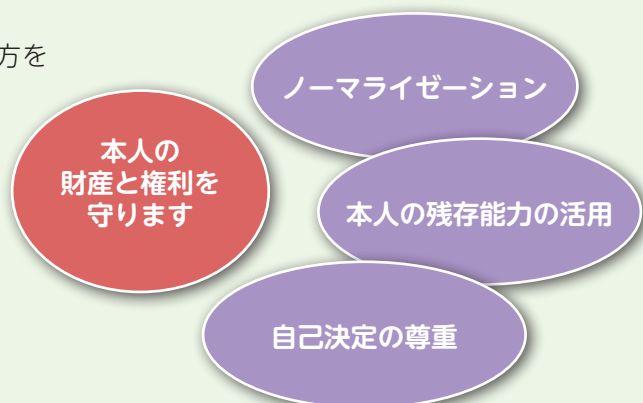 方を
ノーマライゼーション
本人の
財産と権利を
守ります
本人の残存能力の活用
自己決定の尊重